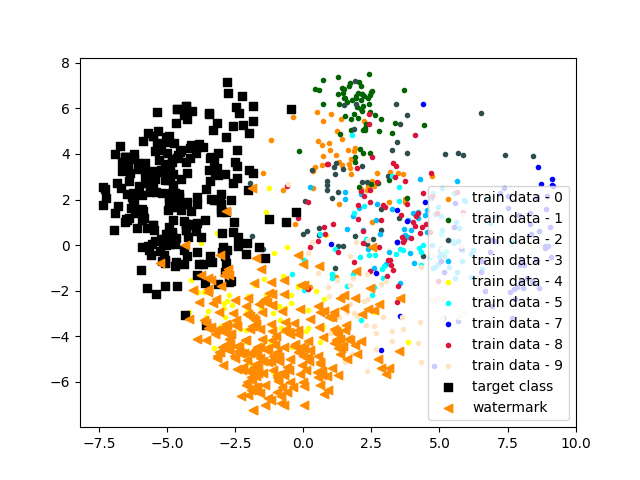 8
6
4
2
0
−2
−4
−6
−7.5
−5.0
−2.5
0.0
2.5
5.0
7.5
10.0
train data - 0
train data - 1
train data - 2
train data - 3
train data - 4
train data - 5
train data - 7
train data - 8
train data - 9
target class
watermark